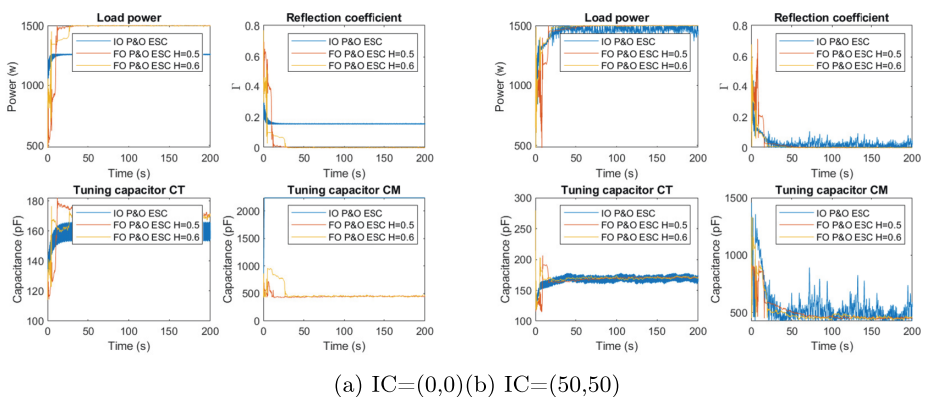 Load power
Power (w)
1500
1000
500
0
50
100
150
200
Time (s)
IO P&O ESC
FO P&O ESC H=0.5
FO P&O ESC H=0.6
Reflection coefficient
Γ
0.8
0.6
0.4
0.2
0
0
50
100
150
200
Time (s)
IO P&O ESC
FO P&O ESC H=0.5
FO P&O ESC H=0.6
Load power
Power (w)
1500
1000
500
0
50
100
150
200
Time (s)
IO P&O ESC
FO P&O ESC H=0.5
FO P&O ESC H=0.6
Reflection coefficient
Γ
0.8
0.6
0.4
0.2
0
0
50
100
150
200
Time (s)
IO P&O ESC
FO P&O ESC H=0.5
FO P&O ESC H=0.6
Tuning capacitor CT
Capacitance (pF)
180
160
140
120
100
0
50
100
150
200
Time (s)
IO P&O ESC
FO P&O ESC H=0.5
FO P&O ESC H=0.6
Tuning capacitor CM
Capacitance (pF)
2000
1500
1000
500
0
0
50
100
150
200
Time (s)
IO P&O ESC
FO P&O ESC H=0.5
FO P&O ESC H=0.6
Tuning capacitor CT
Capacitance (pF)
300
250
200
150
100
0
50
100
150
200
Time (s)
IO P&O ESC
FO P&O ESC H=0.5
FO P&O ESC H=0.6
Tuning capacitor CM
Capacitance (pF)
1500
1000
500
0
50
100
150
200
Time (s)
IO P&O ESC
FO P&O ESC H=0.5
FO P&O ESC H=0.6
(a) IC=(0,0)(b) IC=(50,50)